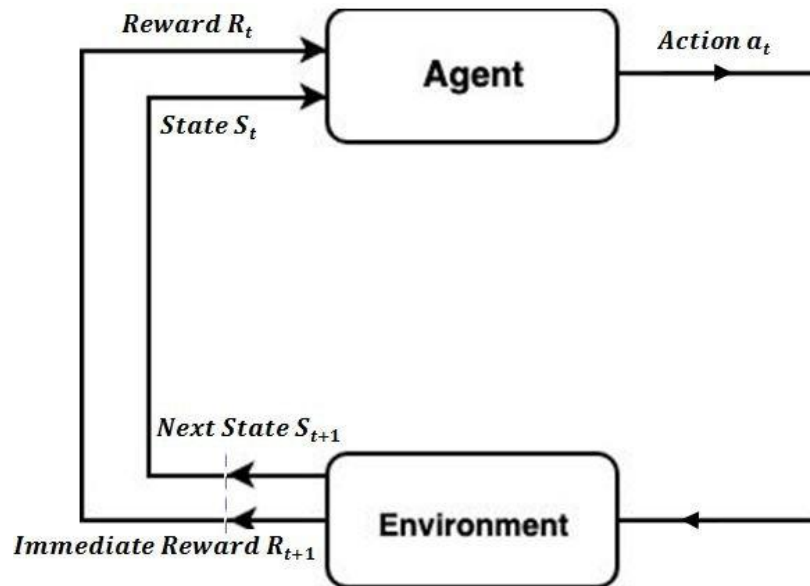 Reward R_t
Agent
Action a_t
State S_t
Next State S_{t+1}
Environment
Immediate Reward R_{t+1}